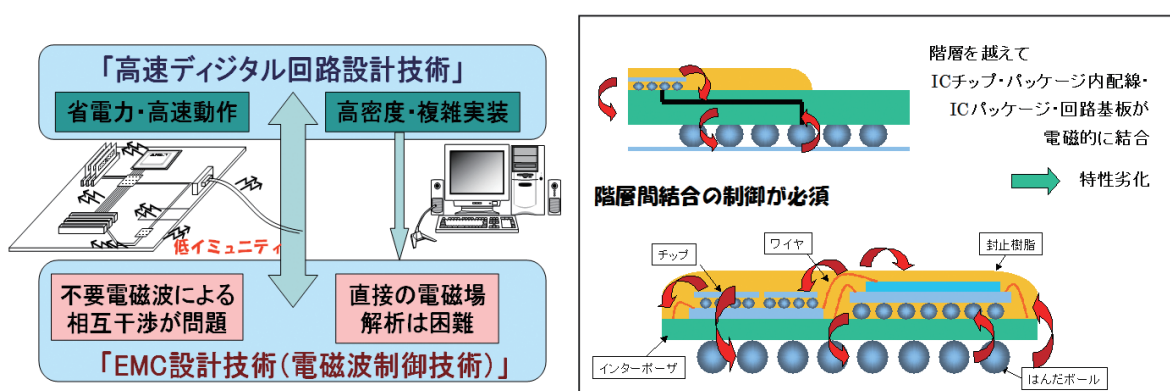 「高速ディジタル回路設計技術」
省電力・高速動作
高密度・複雑実装
低イミュニティ
不要電磁波による
相互干渉が問題
直接の電磁場
解析は困難
「EMC設計技術(電磁波制御技術)」
階層を越えて
ICチップ・パッケージ内配線・
ICパッケージ・回路基板が
電磁的に結合
特性劣化
階層間結合の制御が必須
チップ
ワイヤ
封止樹脂
インターポーザ
はんだボール